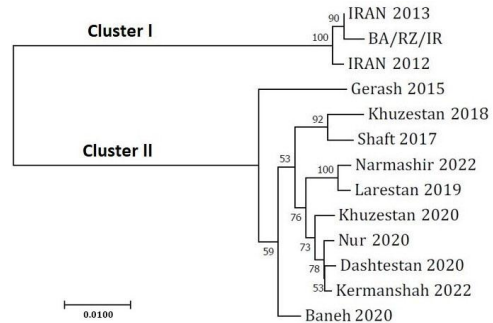 IRAN 2013
90
Cluster I
BA/RZ/IR
100
IRAN 2012
Gerash 2015
Khuzestan 2018
92
Shaft 2017
Cluster II
53
Narmashir 2022
100
Larestan 2019
76
Khuzestan 2020
73
Nur 2020
59
78
Dashtestan 2020
53
Kermanshah 2022
0.0100
Baneh 2020